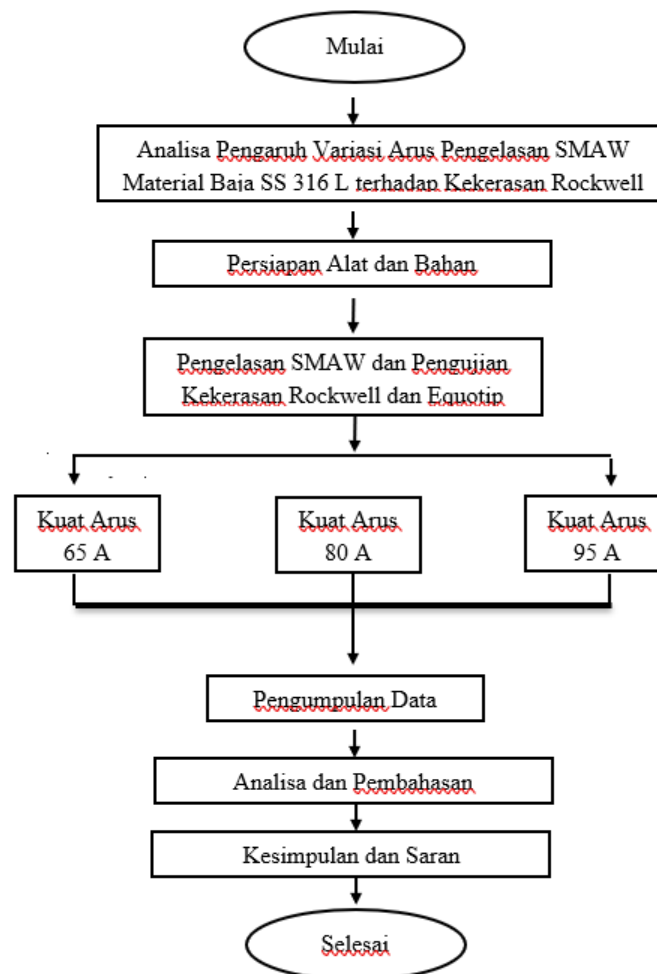 Mulai
Analisa Pengaruh Variasi Arus Pengelasan SMAW
Material Baja SS 316 L terhadap Kekerasan Rockwell
Persiapan Alat dan Bahan
Pengelasan SMAW dan Pengujian
Kekerasan Rockwell dan Equotip
Kuat Arus
65 A
Kuat Arus
80 A
Kuat Arus
95 A
Pengumpulan Data
Analisa dan Pembahasan
Kesimpulan dan Saran
Selesai